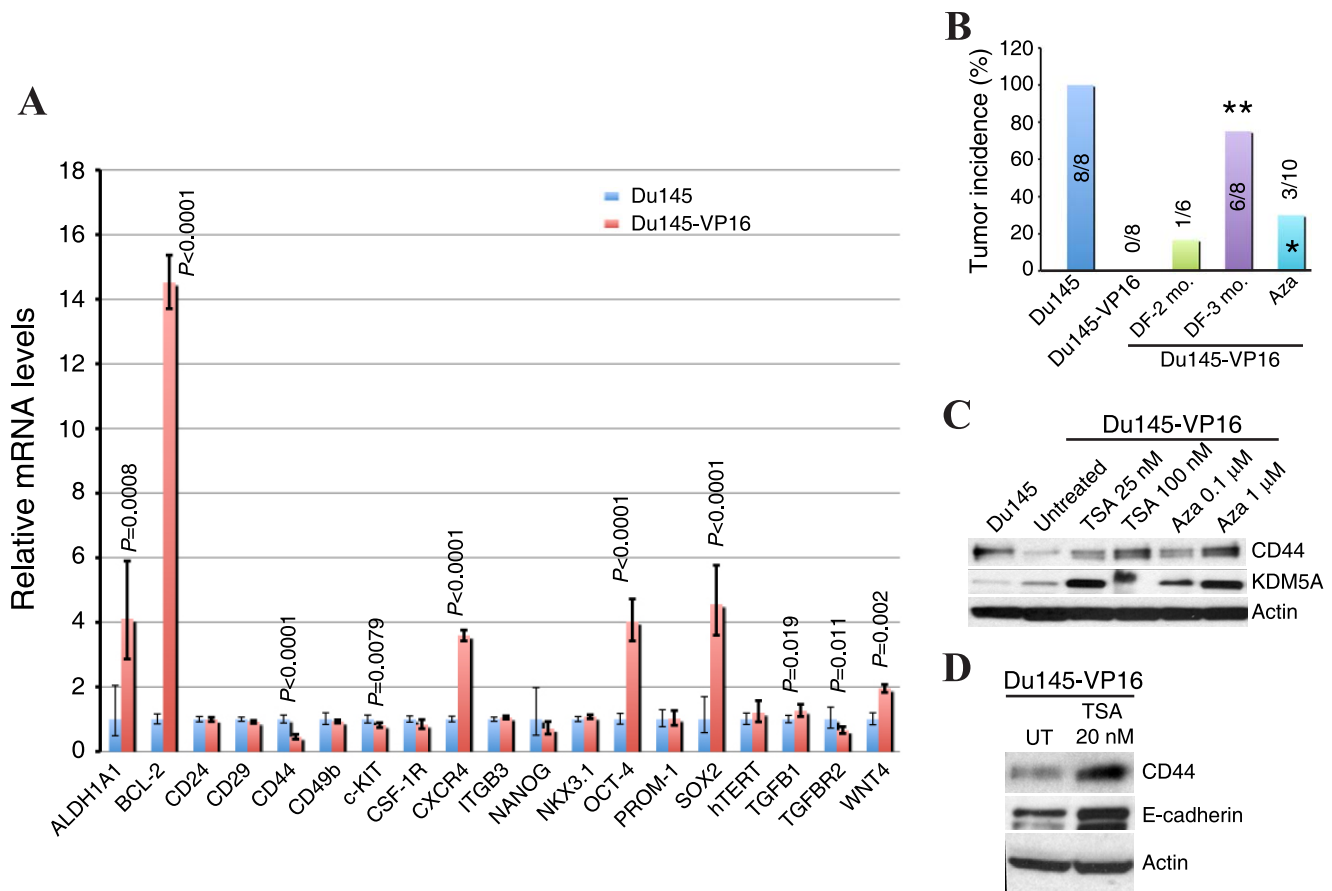 A
Relative mRNA levels
18
16
14
12
10
8
6
4
2
0
Du145
Du145-VP16
P=0.0008
P<0.0001
P<0.0001
P=0.0079
P<0.0001
P<0.0001
P<0.0001
P=0.019
P=0.011
P=0.002
ALDH1A1
BCL-2
CD24
CD29
CD44
CD49b
c-KIT
CSF-1R
CXCR4
ITGB3
NANOG
NKX3.1
OCT-4
PROM-1
SOX2
hTERT
TGFB1
TGFBR2
WNT4
B
Tumor incidence (%)
120
100
80
60
40
20
0
8/8
0/8
1/6
**
6/8
3/10
*
Du145
Du145-VP16
DF-2 mo.
DF-3 mo.
Aza
Du145-VP16
C
Du145-VP16
Du145
Untreated
TSA 25 nM
TSA 100 nM
Aza 0.1 μM
Aza 1 μM
CD44
KDM5A
Actin
D
Du145-VP16
UT
TSA
20 nM
CD44
E-cadherin
Actin